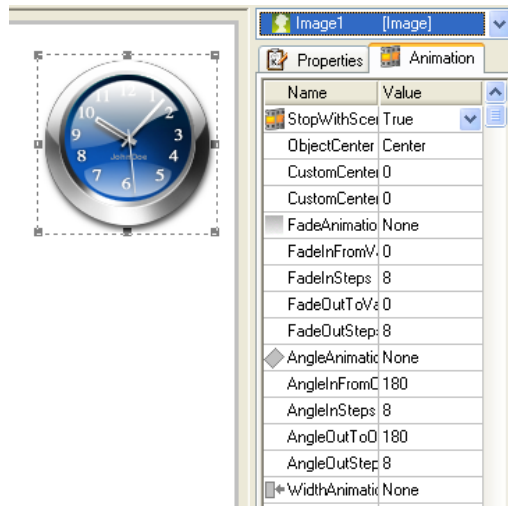 Image1 [Image]
Properties Animation
Name Value
StopWithScer True
ObjectCenter Center
CustomCenter 0
CustomCenter 0
FadeAnimatio None
FadeInFromV 0
FadeInSteps 8
FadeOutToVa 0
FadeOutStep 8
AngleAnimatic None
AngleInFromO 180
AngleInSteps 8
AngleOutToO 180
AngleOutStep 8
WidthAnimatic None
11 12 1
10 2
9 3
JohnDoe
8 4
7 6 5